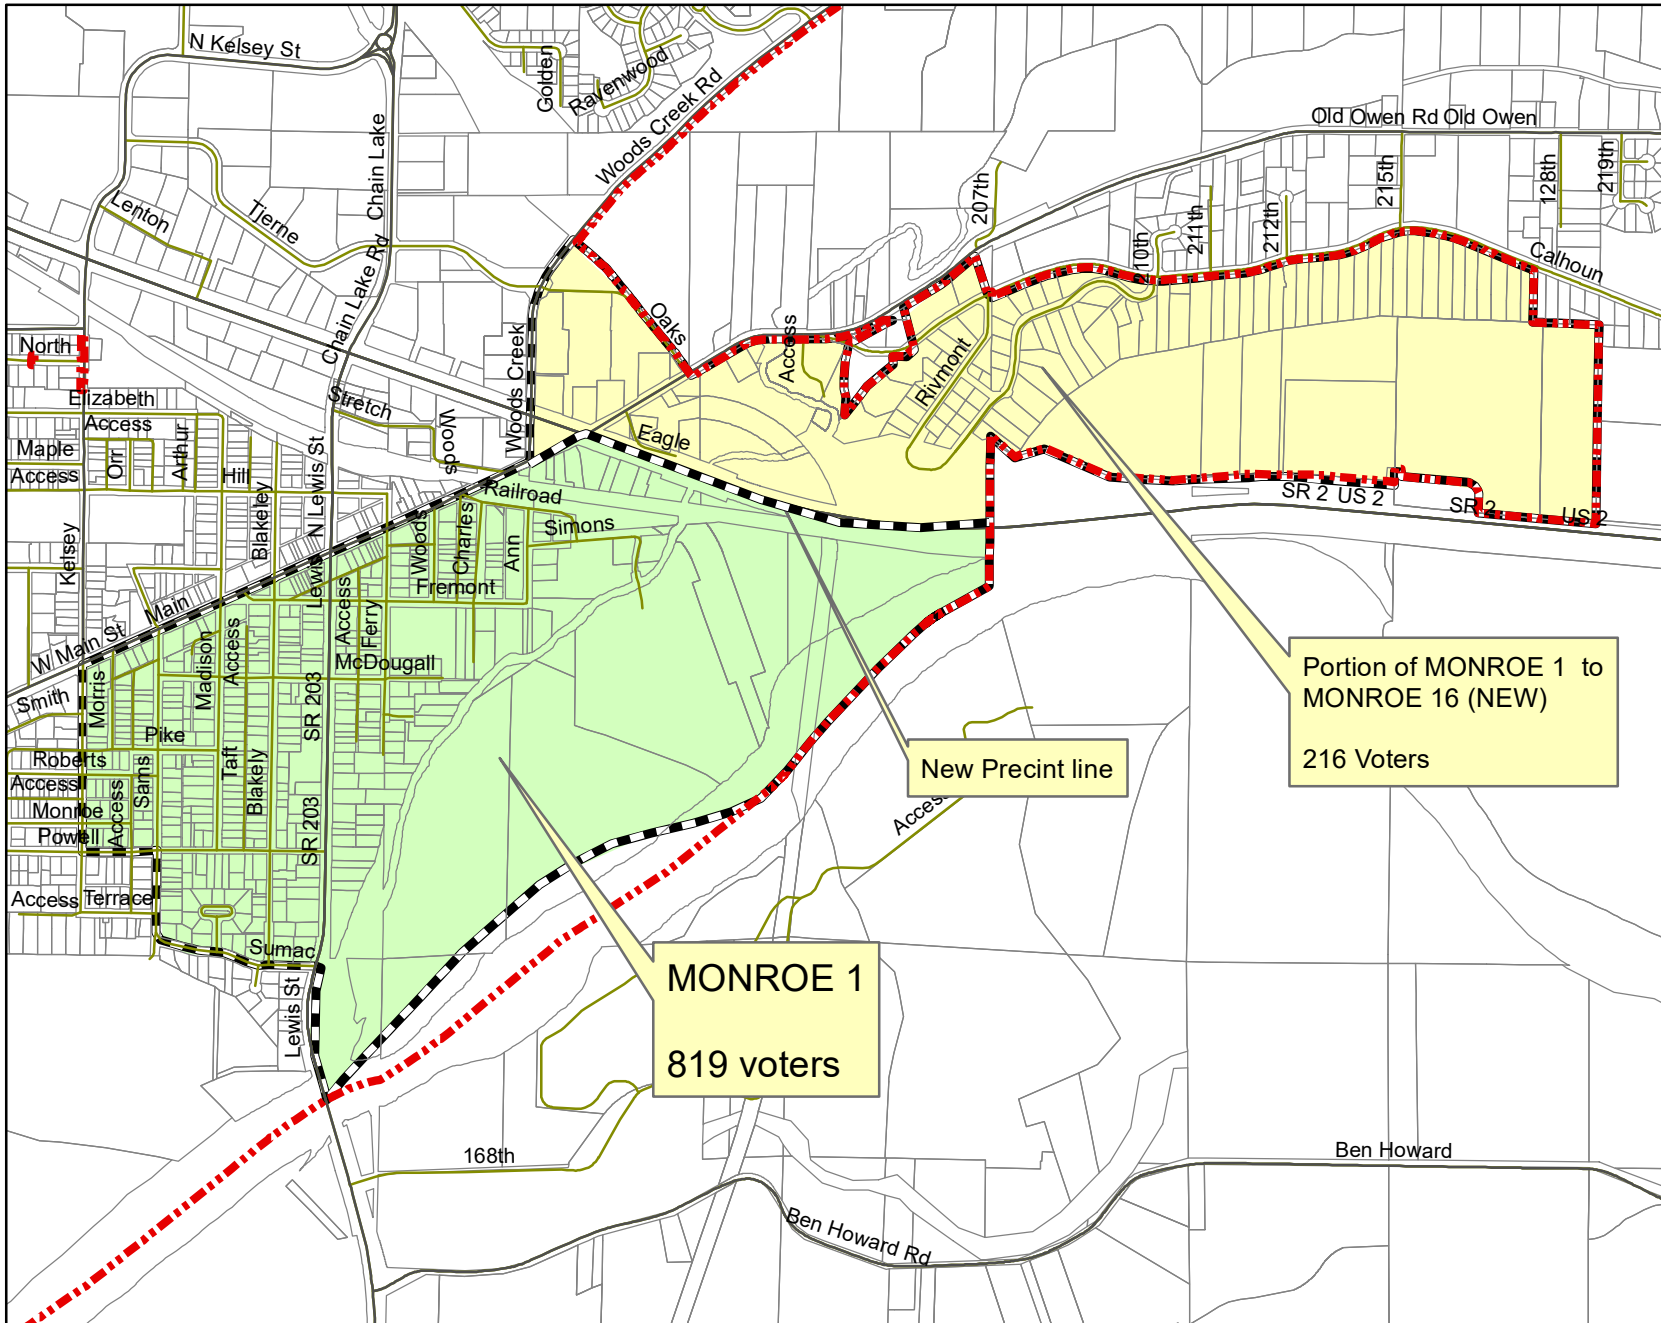 N Kelsey St
Golden
Ravenwood
Woods Creek Rd
Chain Lake
Old Owen Rd
Old Owen
207th
215th
128th
219th
Lenton
Tjerne
210th
211th
212th
Calhoun
Chain Lake Rd
Oaks
Access
Rivmont
North
Woods Creek
Elizabeth
Access
Stretch
Maple
Orr
Arthur
Woods
Eagle
Access
Hill
N Lewis St
Railroad
SR 2
US 2
SR 2
US 2
Blakeley
Simons
Kelsey
Woods
Charles
Ann
Lewis
Access
Fremont
Main
Ferry
W Main St
Madison
Access
McDougall
Smith
Morris
SR 203
Portion of MONROE 1 to
MONROE 16 (NEW)
216 Voters
Pike
Roberts
Taft
Blakely
Sams
New Precint line
Access
Monroe
Access
SR 203
Access
Powell
Access
Terrace
Sumac
Lewis St
MONROE 1
819 voters
168th
Ben Howard
Ben Howard Rd